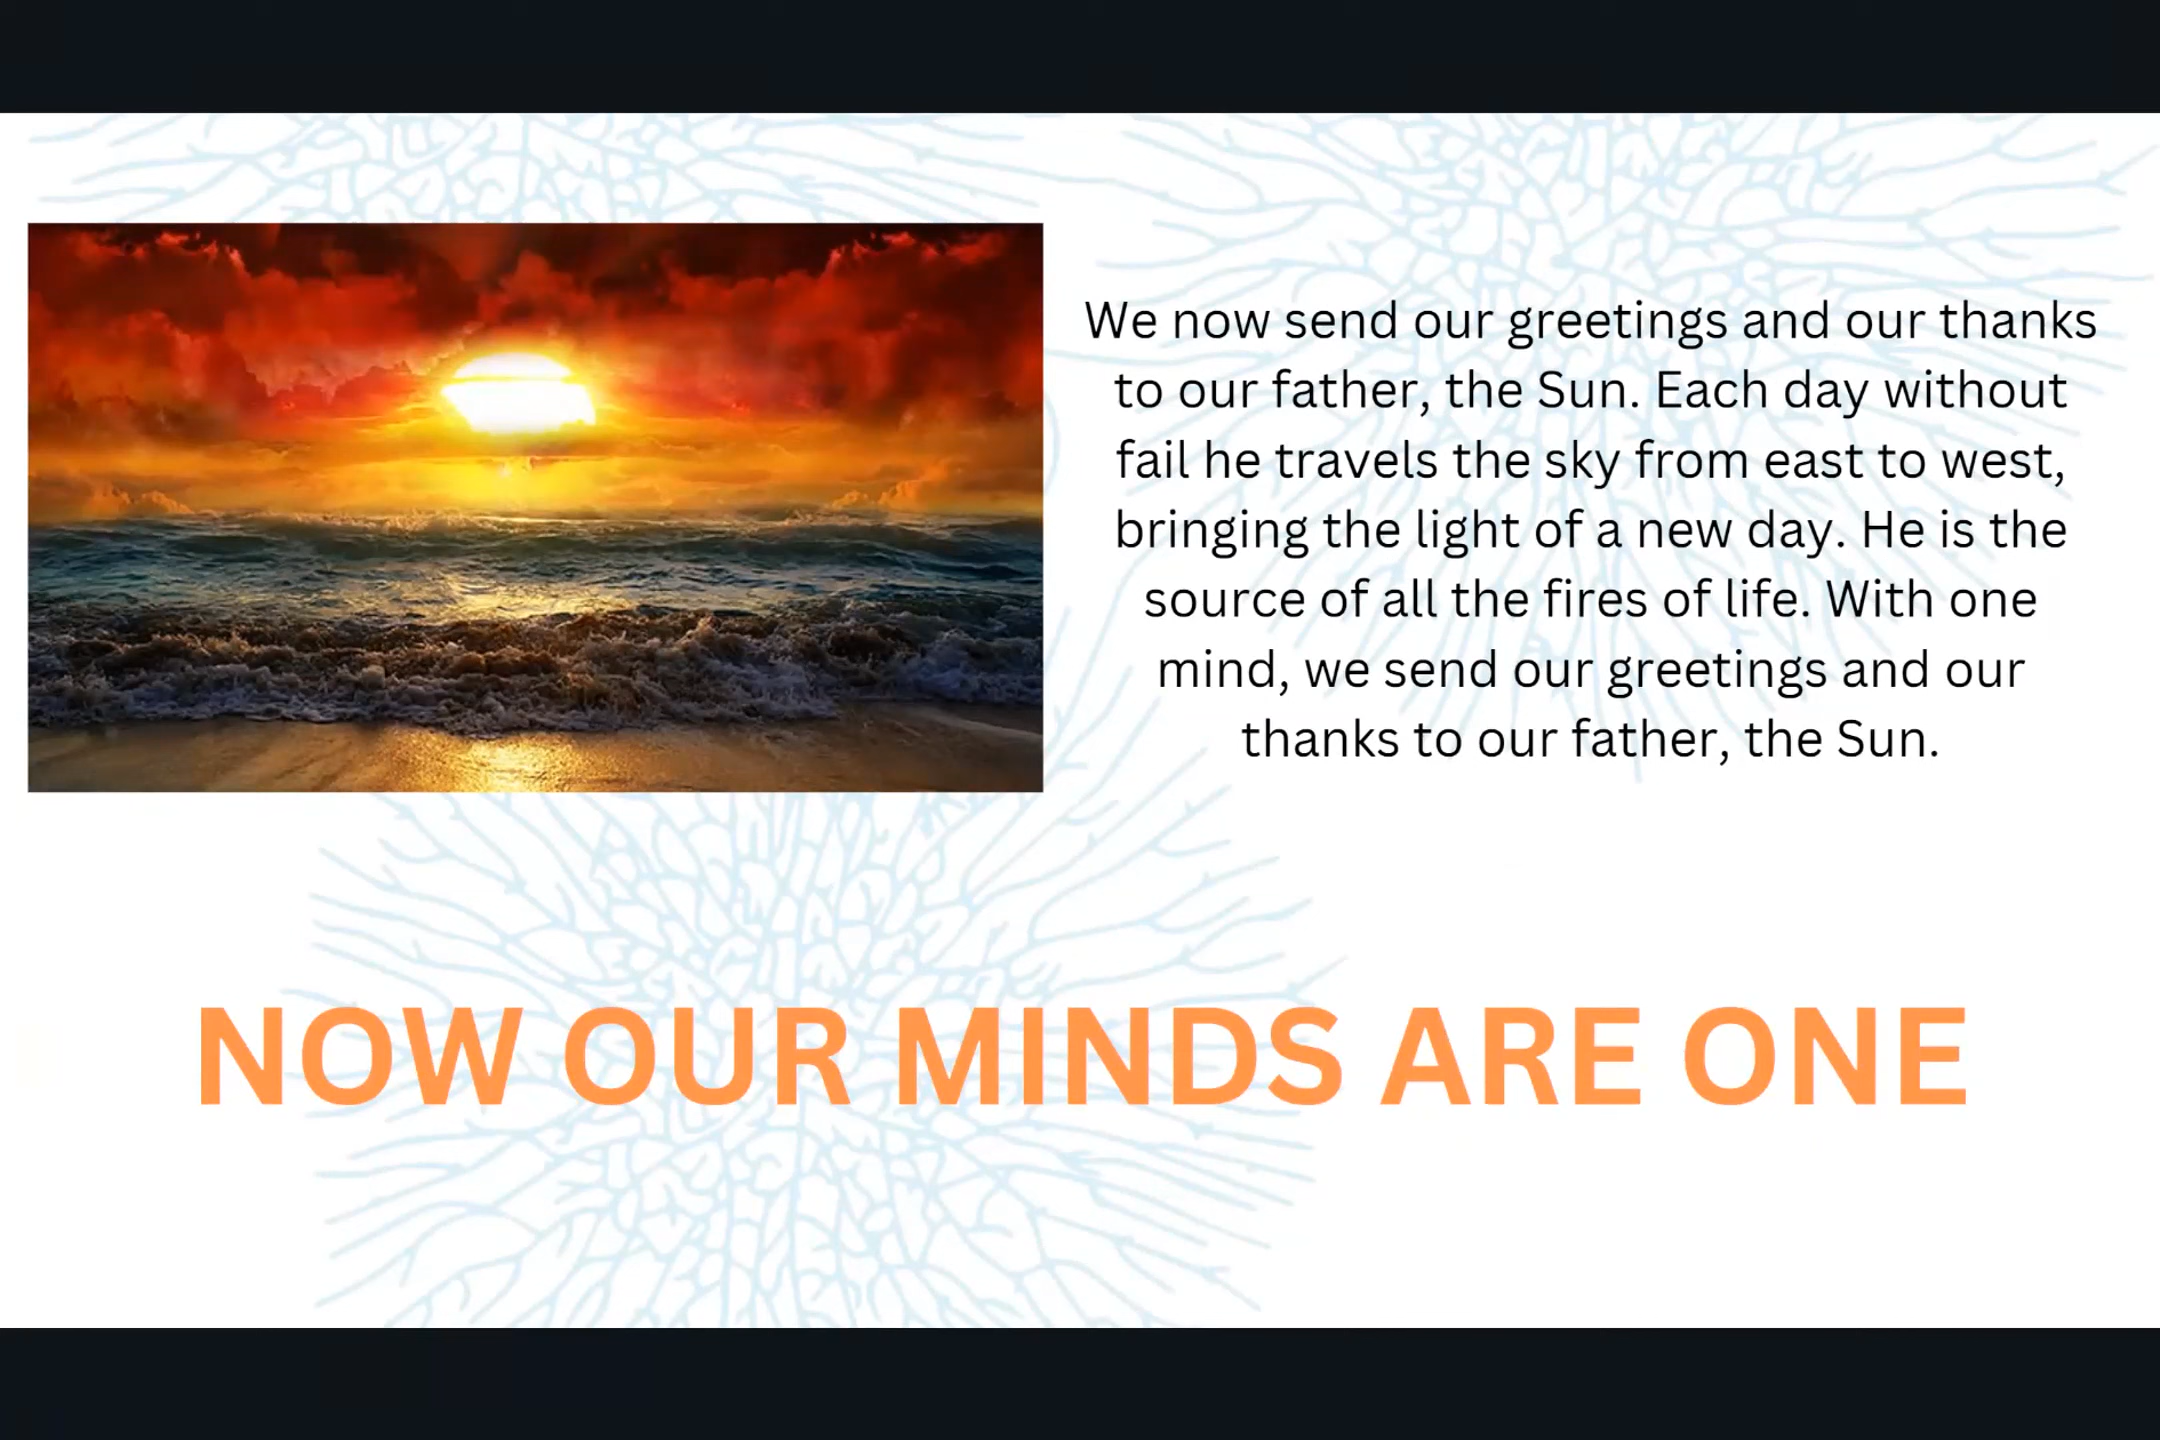 We now send our greetings and our thanks
to our father, the Sun. Each day without
fail he travels the sky from east to west,
bringing the light of a new day. He is the
source of all the fires of life. With one
mind, we send our greetings and our
thanks to our father, the Sun.
NOW OUR MINDS ARE ONE